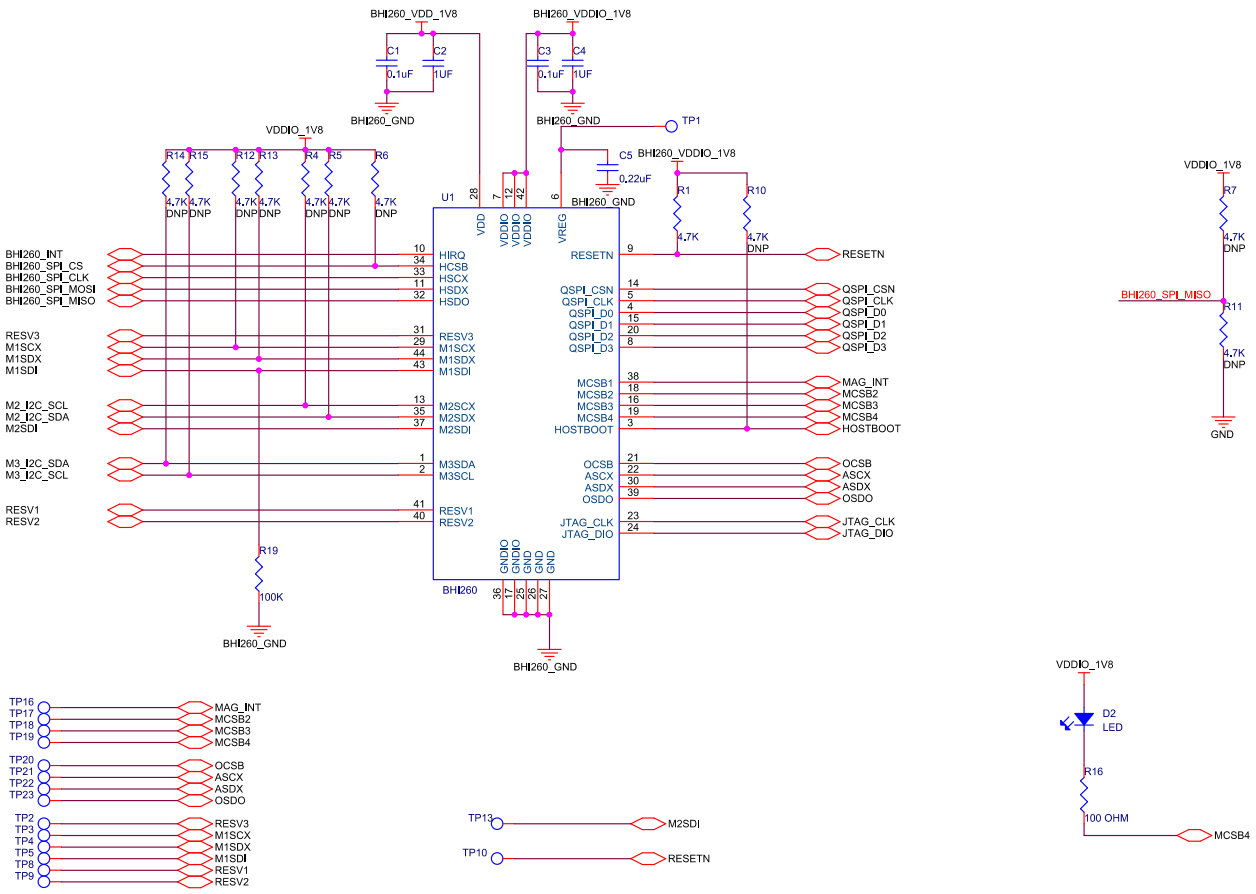 BHI260_VDD_1V8
BHI260_VDDIO_1V8
C1
C2
C3
C4
0.1uF
1UF
0.1uF
1UF
BHI260_GND
BHI260_GND
TP1
VDDIO_1V8
R14
R15
R12
R13
R4
R5
R6
4.7K
4.7K
4.7K
4.7K
4.7K
4.7K
4.7K
DNP
DNP
DNP
DNP
DNP
DNP
DNP
C5
0.22uF
BHI260_GND
BHI260_VDDIO_1V8
R1
4.7K
R10
4.7K
DNP
U1
28
7
12
42
6
VDD
VDDIO
VDDIO
VDDIO
VREG
BHI260_INT
10
HIRQ
BHI260_SPI_CS
34
HCSB
BHI260_SPI_CLK
33
HSCX
BHI260_SPI_MOSI
11
HSDX
BHI260_SPI_MISO
32
HSDO
RESV3
31
RESV3
M1SCX
29
M1SCX
M1SDX
44
M1SDX
M1SDI
43
M1SDI
M2_I2C_SCL
13
M2SCX
M2_I2C_SDA
35
M2SDX
M2SDI
37
M2SDI
M3_I2C_SDA
1
M3SDA
M3_I2C_SCL
2
M3SCL
RESV1
41
RESV1
RESV2
40
RESV2
RESETN
9
RESETN
QSPI_CSN
14
QSPI_CSN
QSPI_CLK
5
QSPI_CLK
QSPI_D0
4
QSPI_D0
QSPI_D1
15
QSPI_D1
QSPI_D2
20
QSPI_D2
QSPI_D3
8
QSPI_D3
MCSB1
38
MAG_INT
MCSB2
18
MCSB2
MCSB3
16
MCSB3
MCSB4
19
MCSB4
HOSTBOOT
3
HOSTBOOT
OCSB
21
OCSB
ASCX
22
ASCX
ASDX
30
ASDX
OSDO
39
OSDO
JTAG_CLK
23
JTAG_CLK
JTAG_DIO
24
JTAG_DIO
GNDIO
GNDIO
GND
GND
GND
36
17
25
26
27
BHI260
BHI260_GND
R19
100K
BHI260_GND
VDDIO_1V8
R7
4.7K
DNP
BHI260_SPI_MISO
R11
4.7K
DNP
GND
TP16
MAG_INT
TP17
MCSB2
TP18
MCSB3
TP19
MCSB4
TP20
OCSB
TP21
ASCX
TP22
ASDX
TP23
OSDO
TP2
RESV3
TP3
M1SCX
TP4
M1SDX
TP5
M1SDI
TP8
RESV1
TP9
RESV2
TP13
M2SDI
TP10
RESETN
VDDIO_1V8
D2
LED
R16
100 OHM
MCSB4